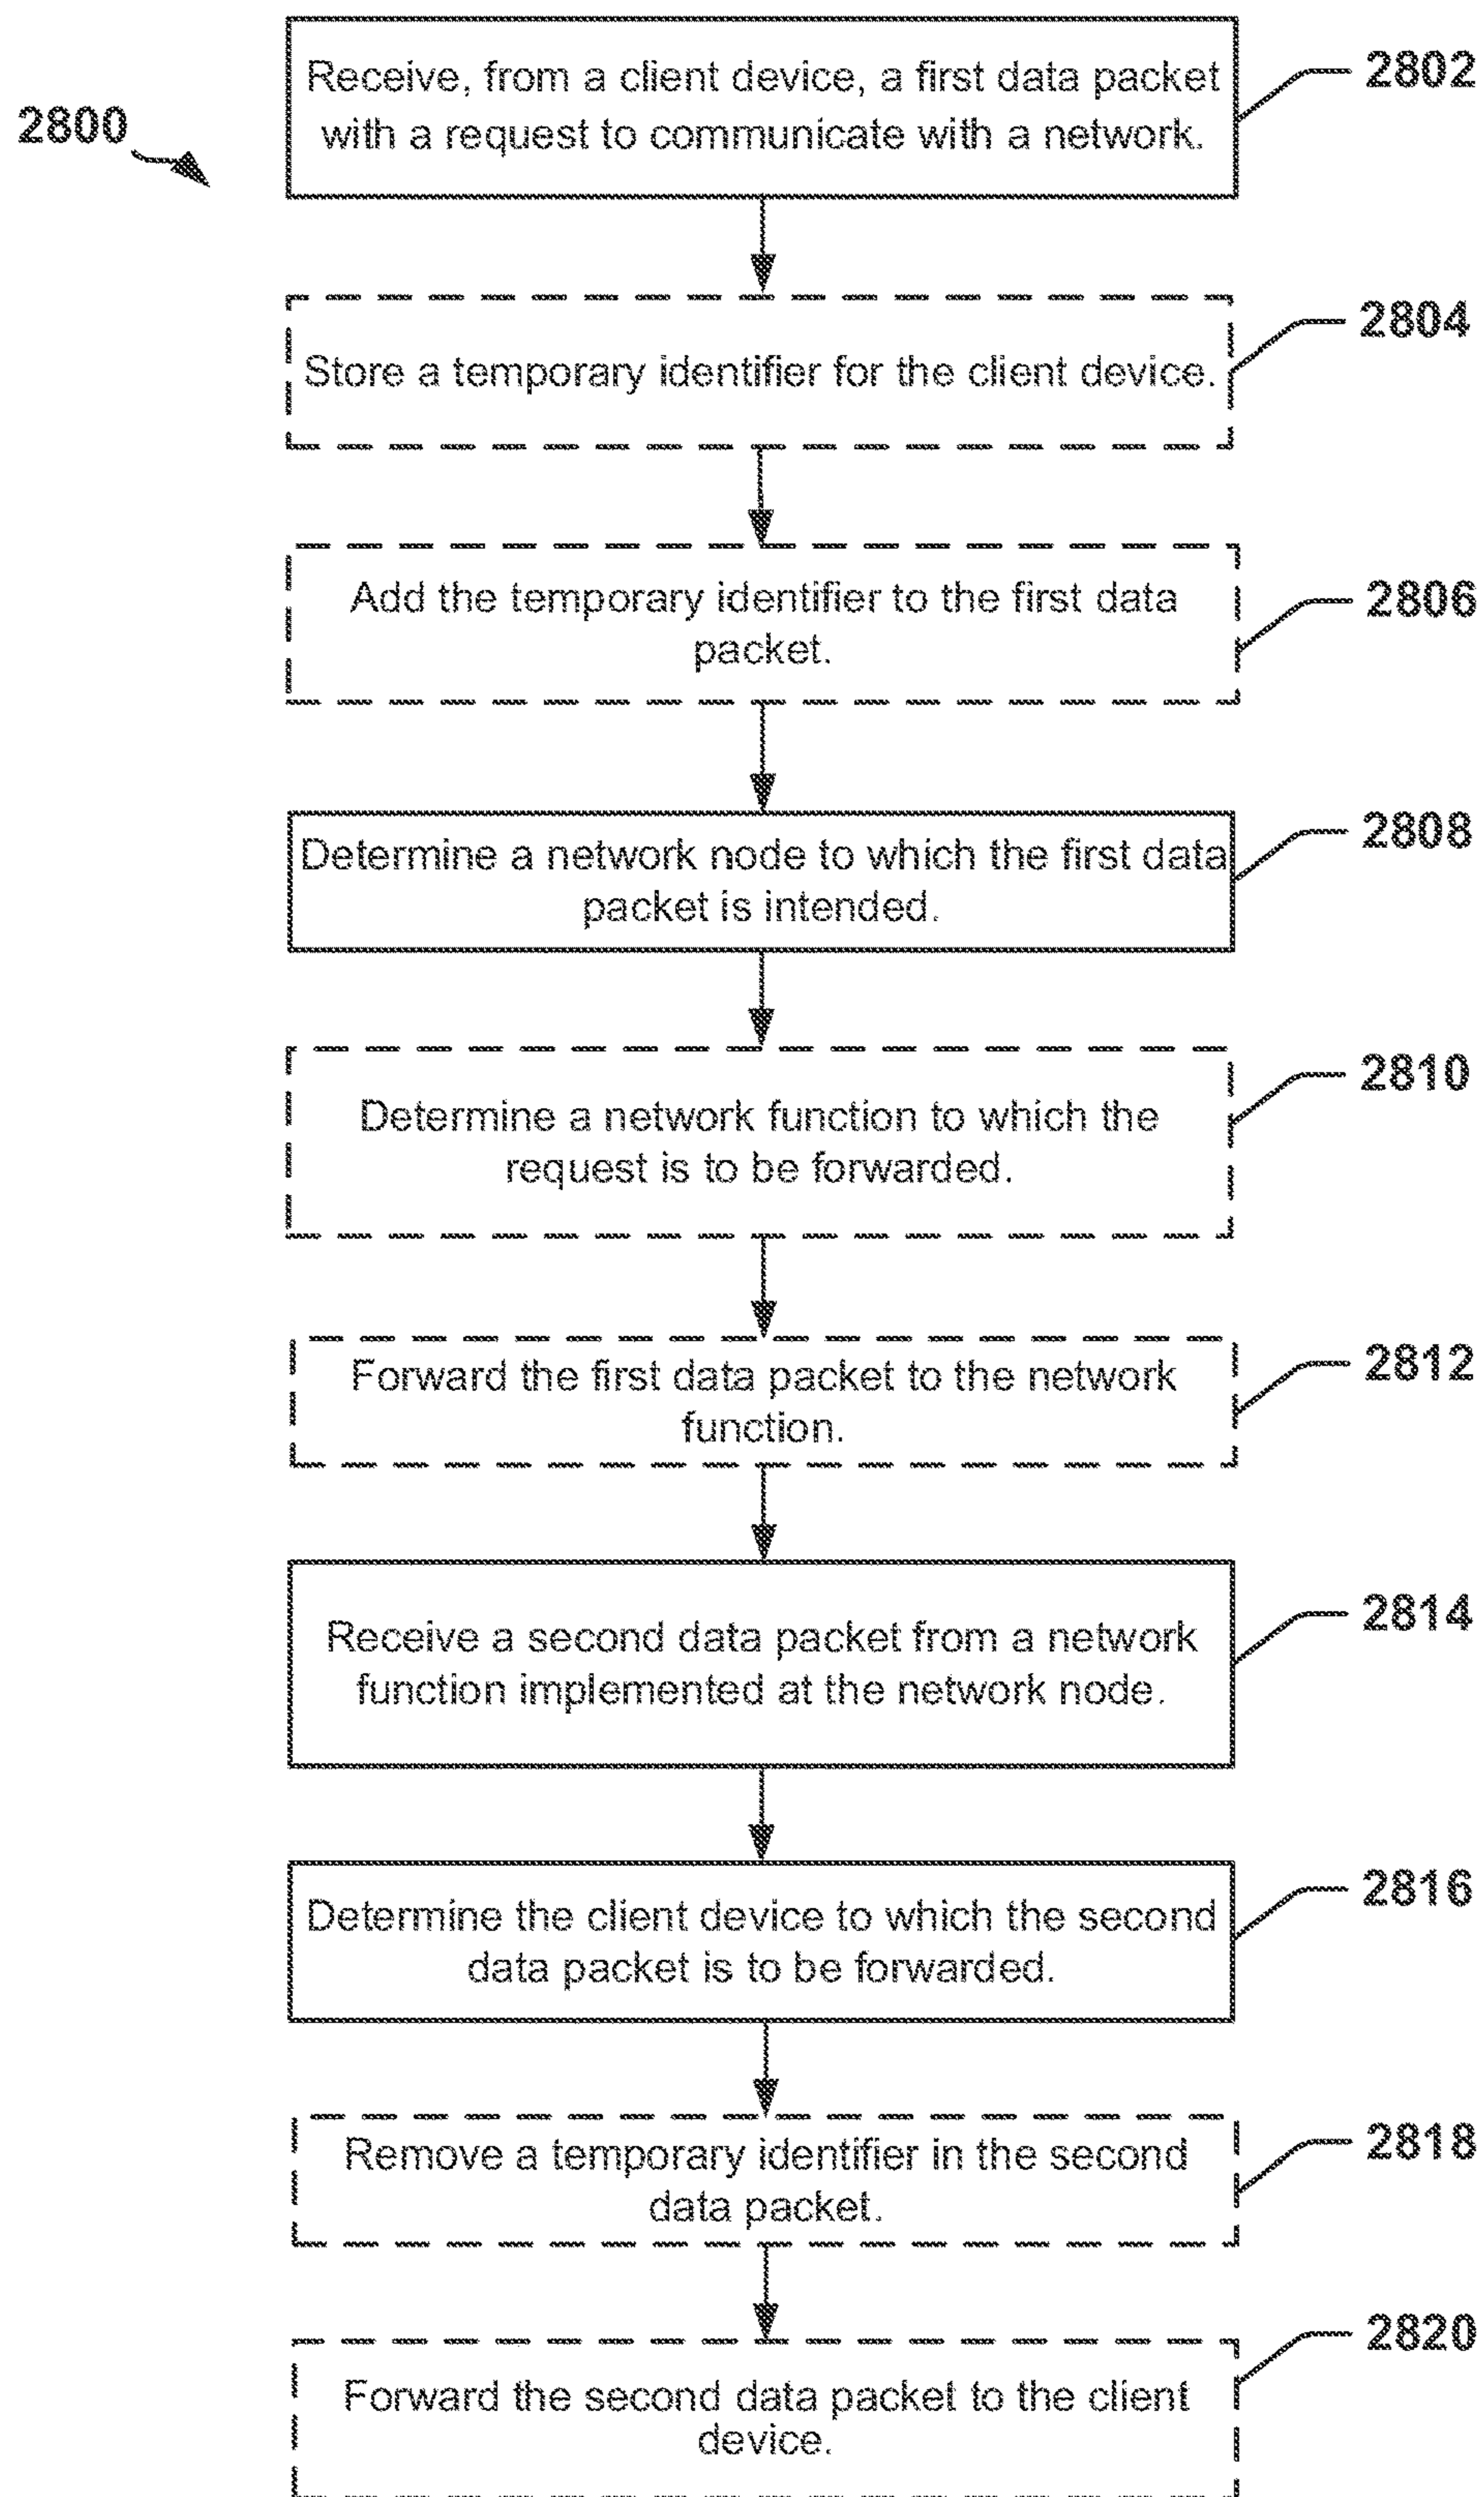 2800
Receive, from a client device, a first data packet
with a request to communicate with a network.
2802
Store a temporary identifier for the client device.
2804
Add the temporary identifier to the first data
packet.
2806
Determine a network node to which the first data
packet is intended.
2808
Determine a network function to which the
request is to be forwarded.
2810
Forward the first data packet to the network
function.
2812
Receive a second data packet from a network
function implemented at the network node.
2814
Determine the client device to which the second
data packet is to be forwarded.
2816
Remove a temporary identifier in the second
data packet.
2818
Forward the second data packet to the client
device.
2820